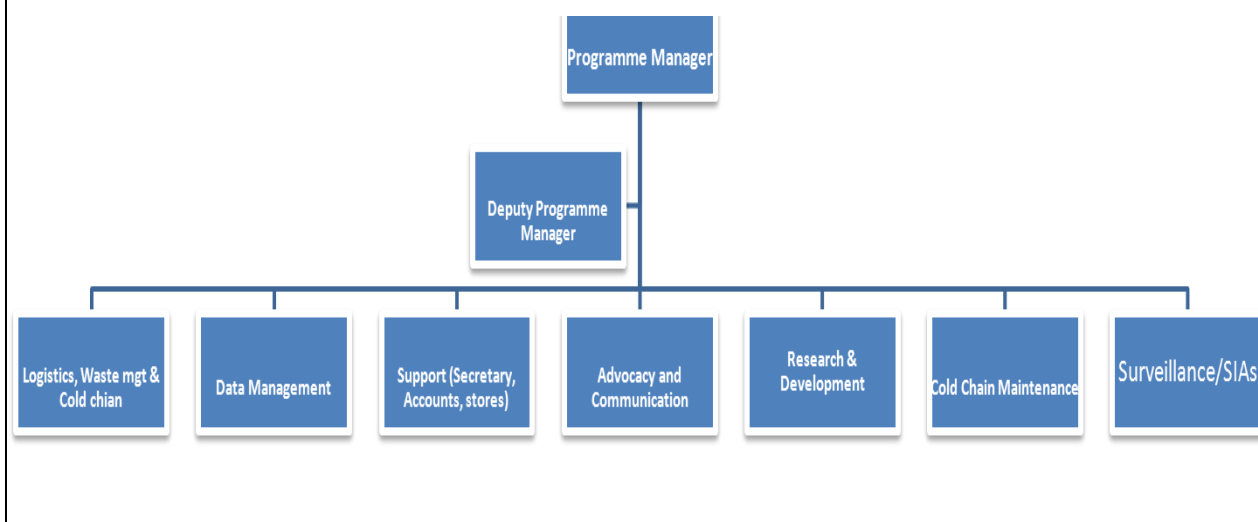 Programme Manager
Deputy Programme
Manager
Logistics, Waste mgt &
Cold chian
Data Management
Support (Secretary,
Accounts, stores)
Advocacy and
Communication
Research &
Development
Cold Chain Maintenance
Surveillance/SIAs